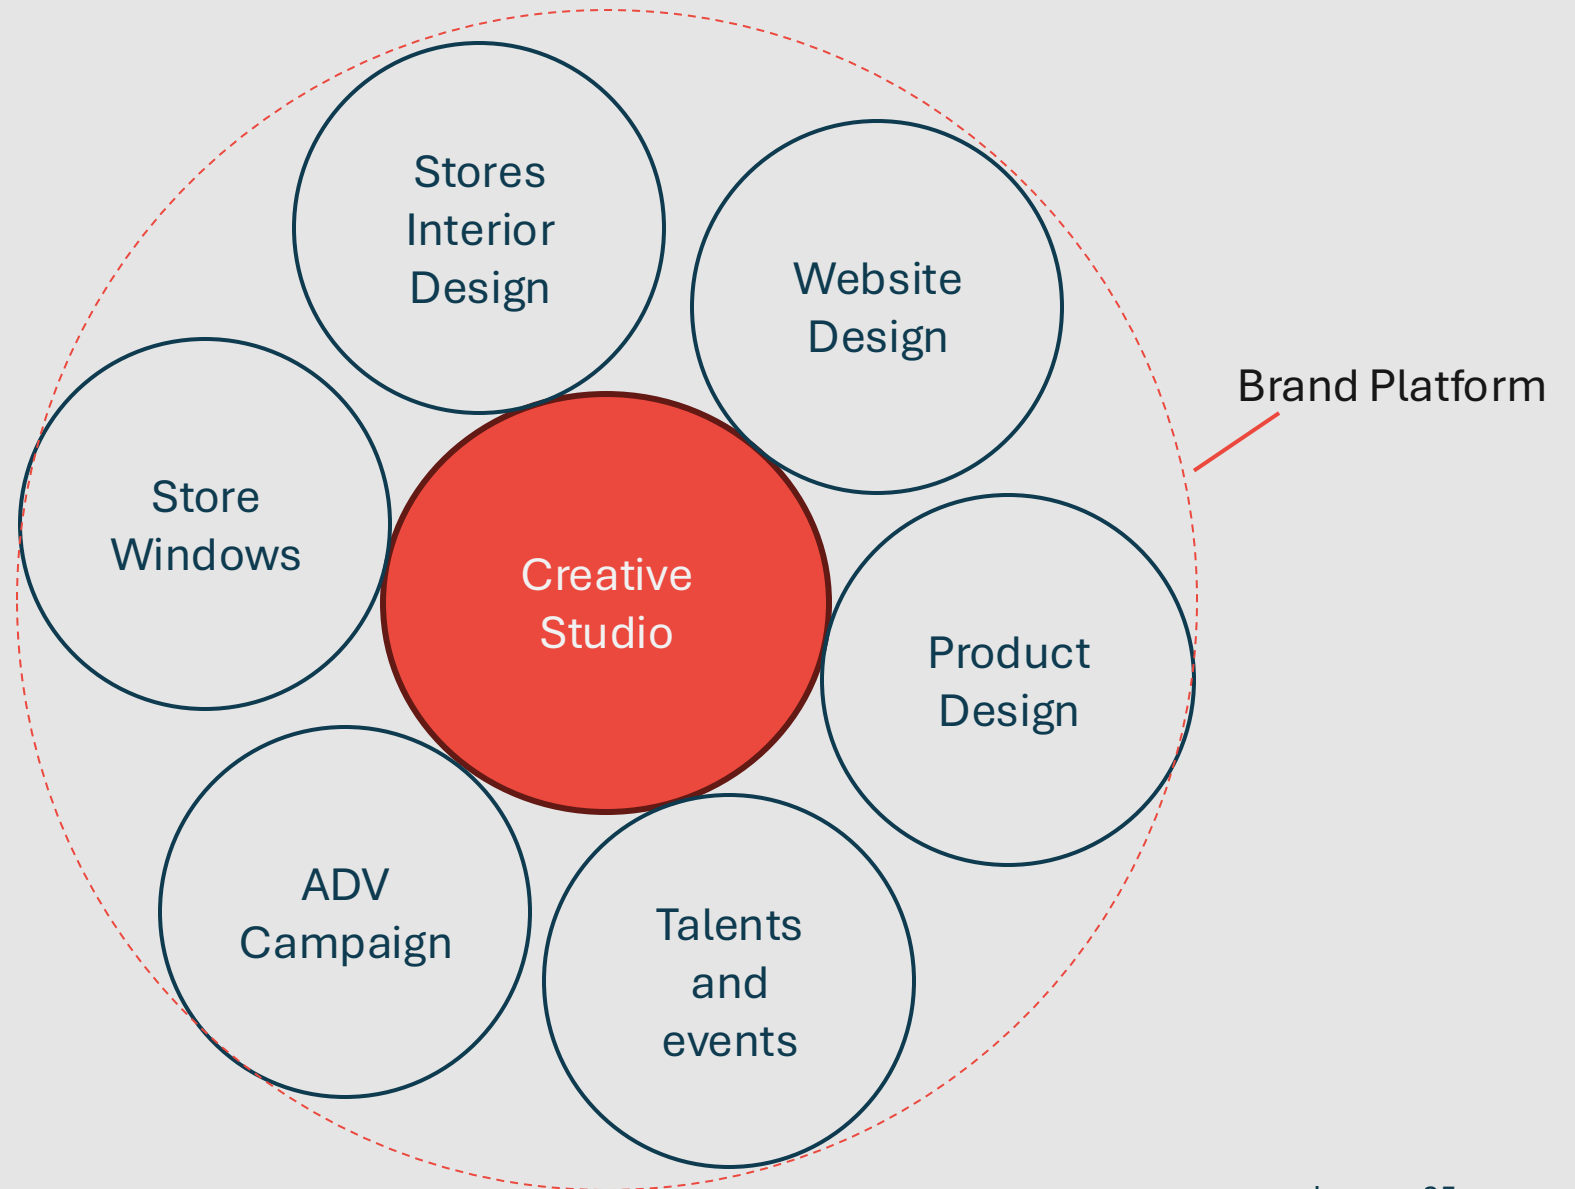 Stores
Interior
Design
Website
Design
Brand Platform
Store
Windows
Creative
Studio
Product
Design
ADV
Campaign
Talents
and
events